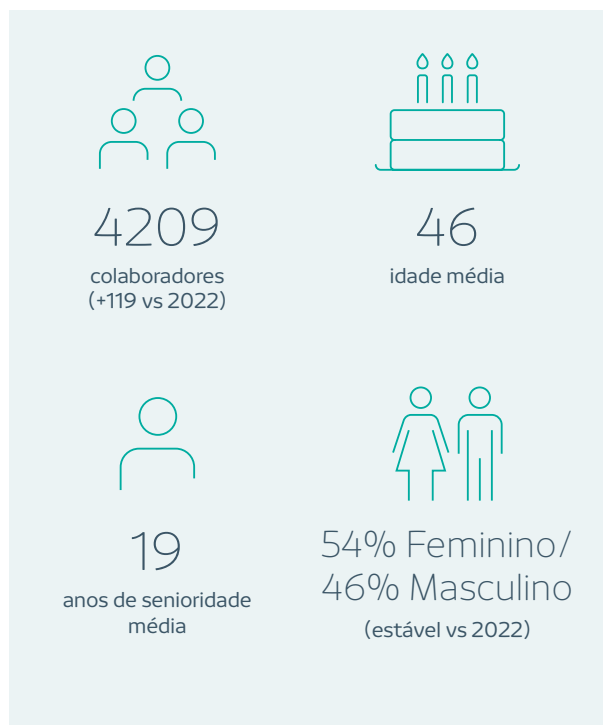 4209
colaboradores
(+119 vs 2022)
46
idade média
19
anos de senioridade
média
54% Feminino/
46% Masculino
(estável vs 2022)